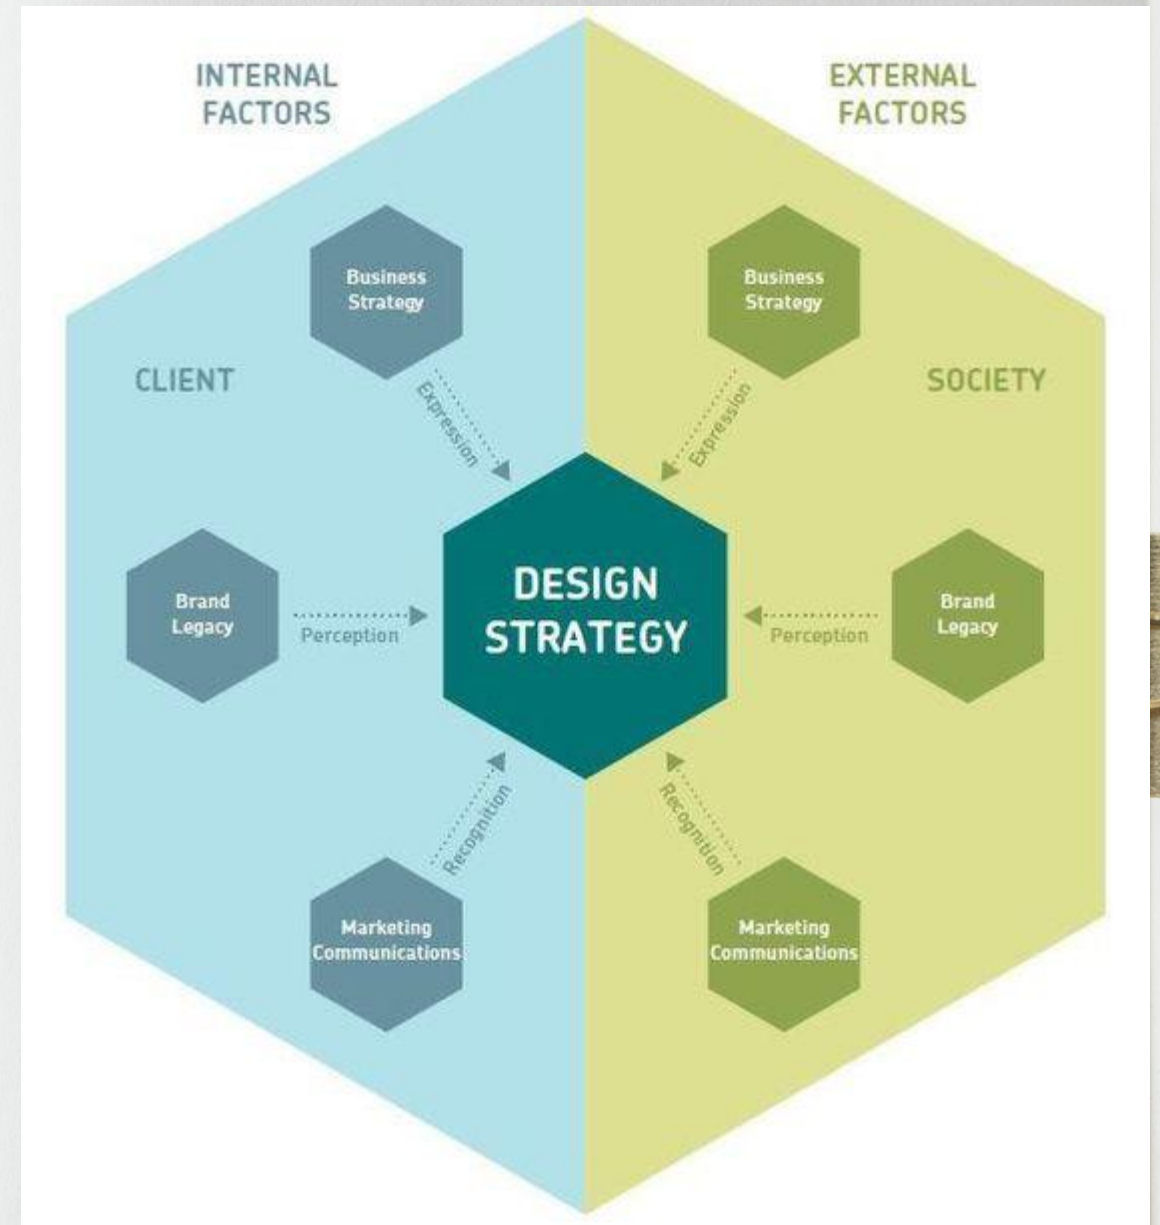 INTERNAL
FACTORS
EXTERNAL
FACTORS
Business
Strategy
Business
Strategy
CLIENT
SOCIETY
Expression
Expression
DESIGN
STRATEGY
Brand
Legacy
Perception
Perception
Brand
Legacy
Recognition
Recognition
Marketing
Communications
Marketing
Communications